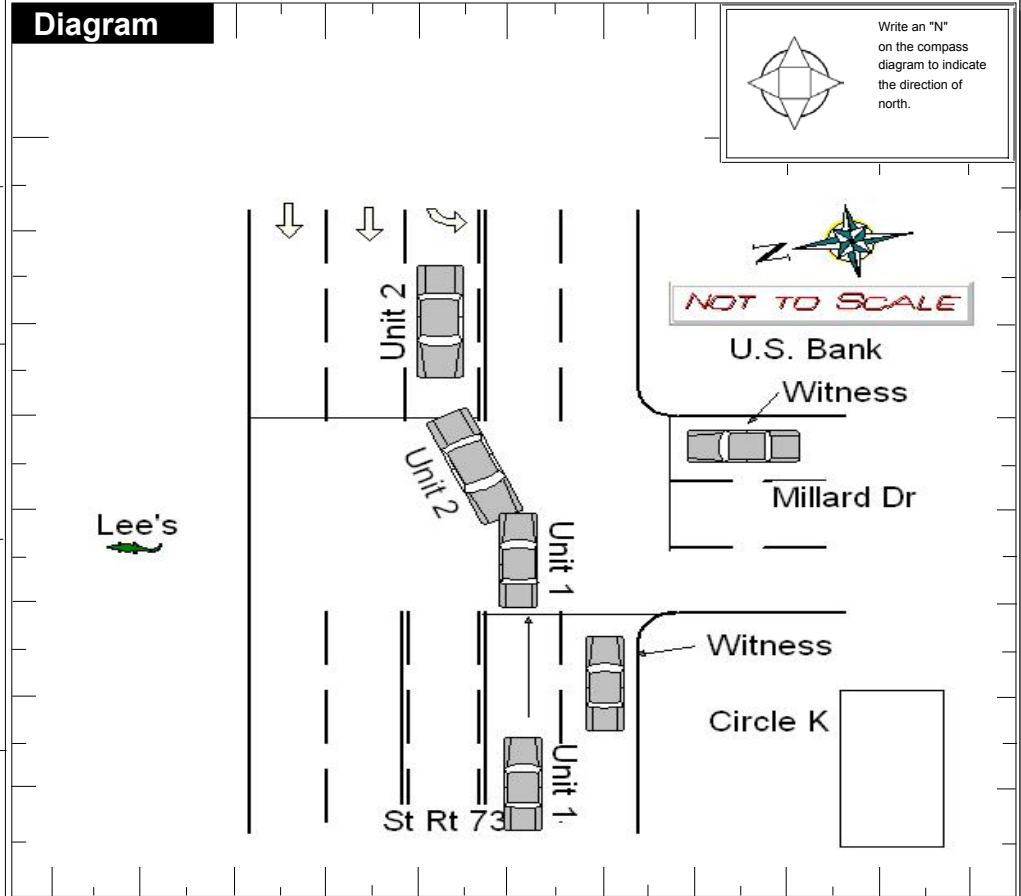 Diagram
Write an "N"
on the compass
diagram to indicate
the direction of
north.
N
NOT TO SCALE
U.S. Bank
Unit 2
Witness
Unit 2
Millard Dr
Lee's
Unit 1
Witness
Circle K
Unit 1
St Rt 73